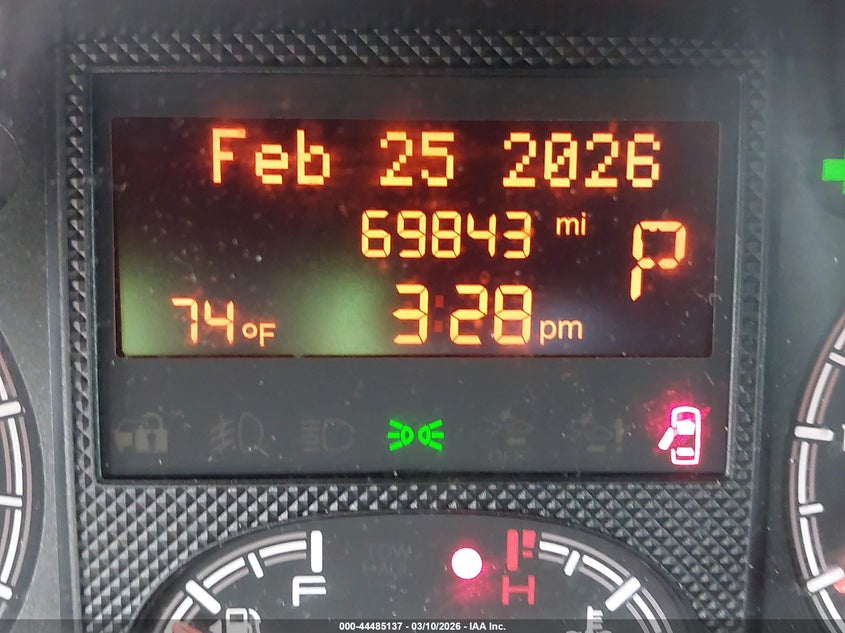 Feb 25 2026
69843 mi
P
74°F 3:28 pm
OFF
TOW
HAUL
F
H
000-44485137 - 03/10/2026 - IAA Inc.